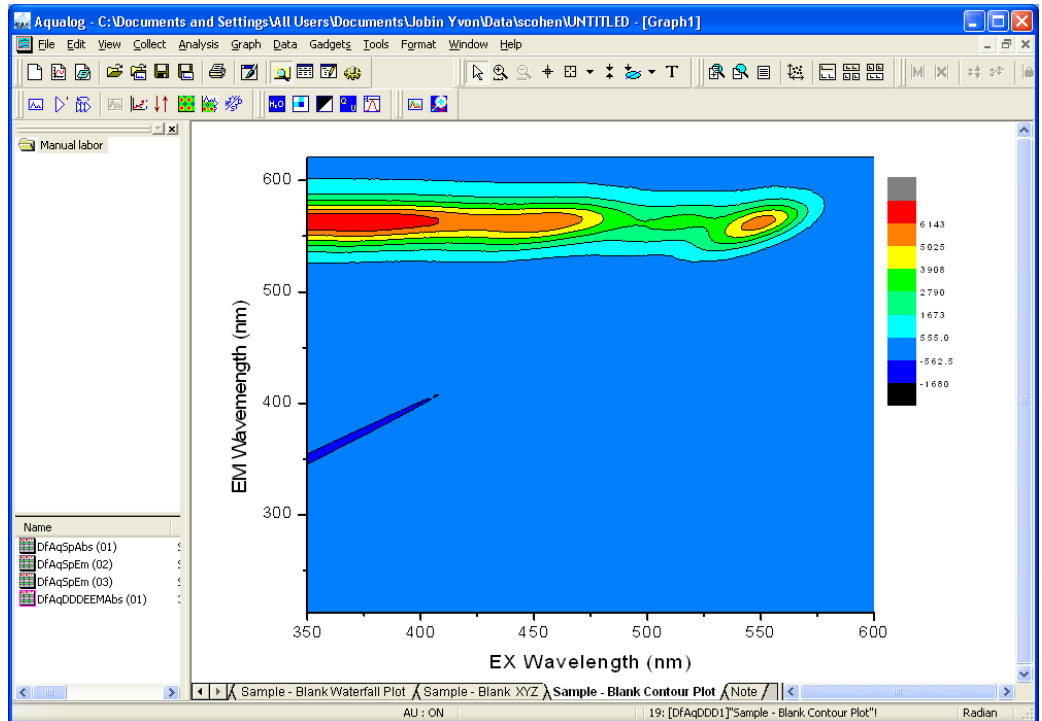 Aqualog - C:\Documents and Settings\All Users\Documents\Jobin Yvon\Data\scohen\UNTITLED - [Graph1]
File Edit View Collect Analysis Graph Data Gadgets Tools Format Window Help
T
M
H₂O
Q U
Manual labor
600
500
400
300
EM Wavemength (nm)
6143
5025
3908
2790
1673
555.0
-562.5
-1680
350 400 450 500 550 600
EX Wavelength (nm)
Name
DfAqSpAbs (01)
DfAqSpEm (02)
DfAqSpEm (03)
DfAqDDDEEMAbs (01)
Sample - Blank Waterfall Plot Sample - Blank XYZ Sample - Blank Contour Plot Note
AU : ON 19: [DfAqDDD1]"Sample - Blank Contour Plot"! Radian